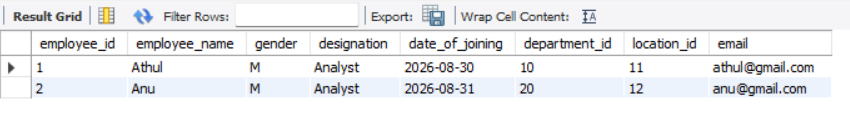 Result Grid Filter Rows: Export: Wrap Cell Content: IA
employee_id employee_name gender designation date_of_joining department_id location_id email
1 Athul M Analyst 2026-08-30 10 11 athul@gmail.com
2 Anu M Analyst 2026-08-31 20 12 anu@gmail.com